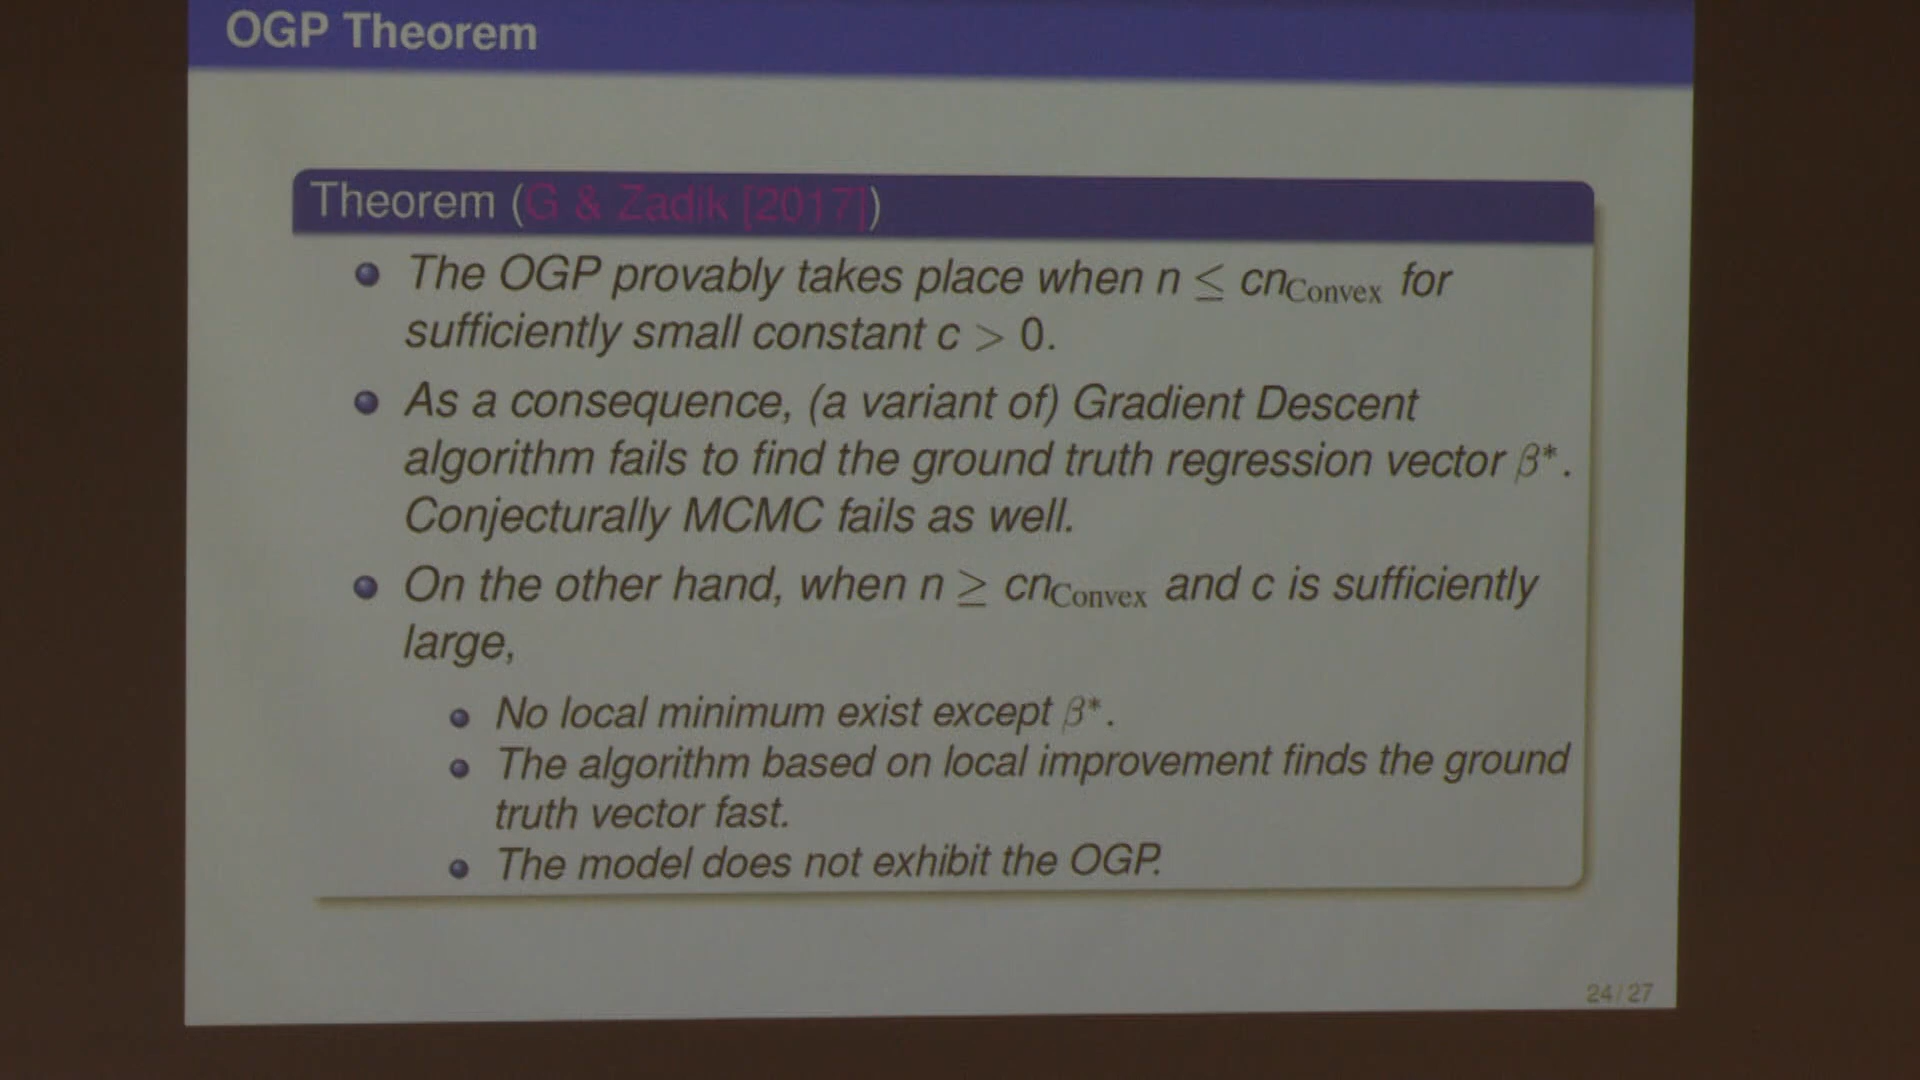 OGP Theorem
Theorem (G & Zadik [2017])
The OGP provably takes place when n ≤ cn_Convex for
sufficiently small constant c > 0.
As a consequence, (a variant of) Gradient Descent
algorithm fails to find the ground truth regression vector β*.
Conjecturally MCMC fails as well.
On the other hand, when n ≥ cn_Convex and c is sufficiently
large,
No local minimum exist except β*.
The algorithm based on local improvement finds the ground
truth vector fast.
The model does not exhibit the OGP.
24/27